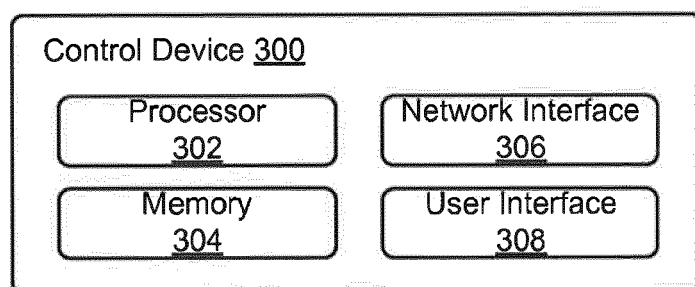 Control Device 300
Processor
302
Network Interface
306
Memory
304
User Interface
308